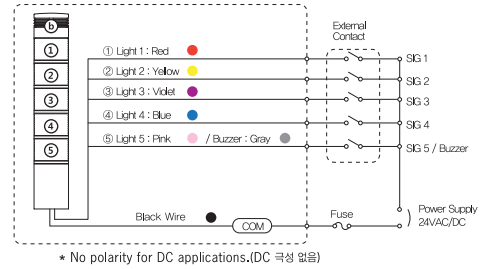 External
Contact
b
① Light 1 : Red
SIG 1
② Light 2 : Yellow
SIG 2
③ Light 3 : Violet
SIG 3
④ Light 4 : Blue
SIG 4
⑤ Light 5 : Pink / Buzzer : Gray
SIG 5 / Buzzer
①
②
③
④
⑤
Black Wire
COM
Fuse
Power Supply
24VAC/DC
* No polarity for DC applications.(DC 극성 없음)